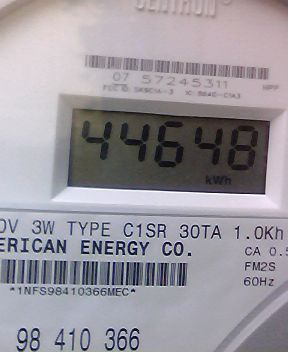 CENTRON
07 57245311
44648
kWh
0V 3W TYPE C1SR 30TA 1.0Kh
ERICAN ENERGY CO.
CA 0.5
FM2S
60Hz
*1NFS98410366MEC*
98 410 366